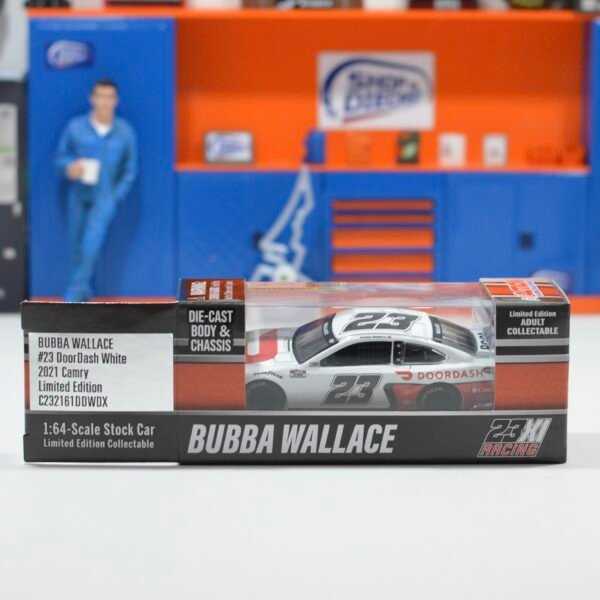 DIE-CAST
BODY &
CHASSIS
Limited Edition
ADULT
COLLECTABLE
BUBBA WALLACE
#23 DoorDash White
2021 Camry
Limited Edition
C232161DDWDX
23
23
DOORDASH
1:64-Scale Stock Car
Limited Edition Collectable
BUBBA WALLACE
23XI
RACING